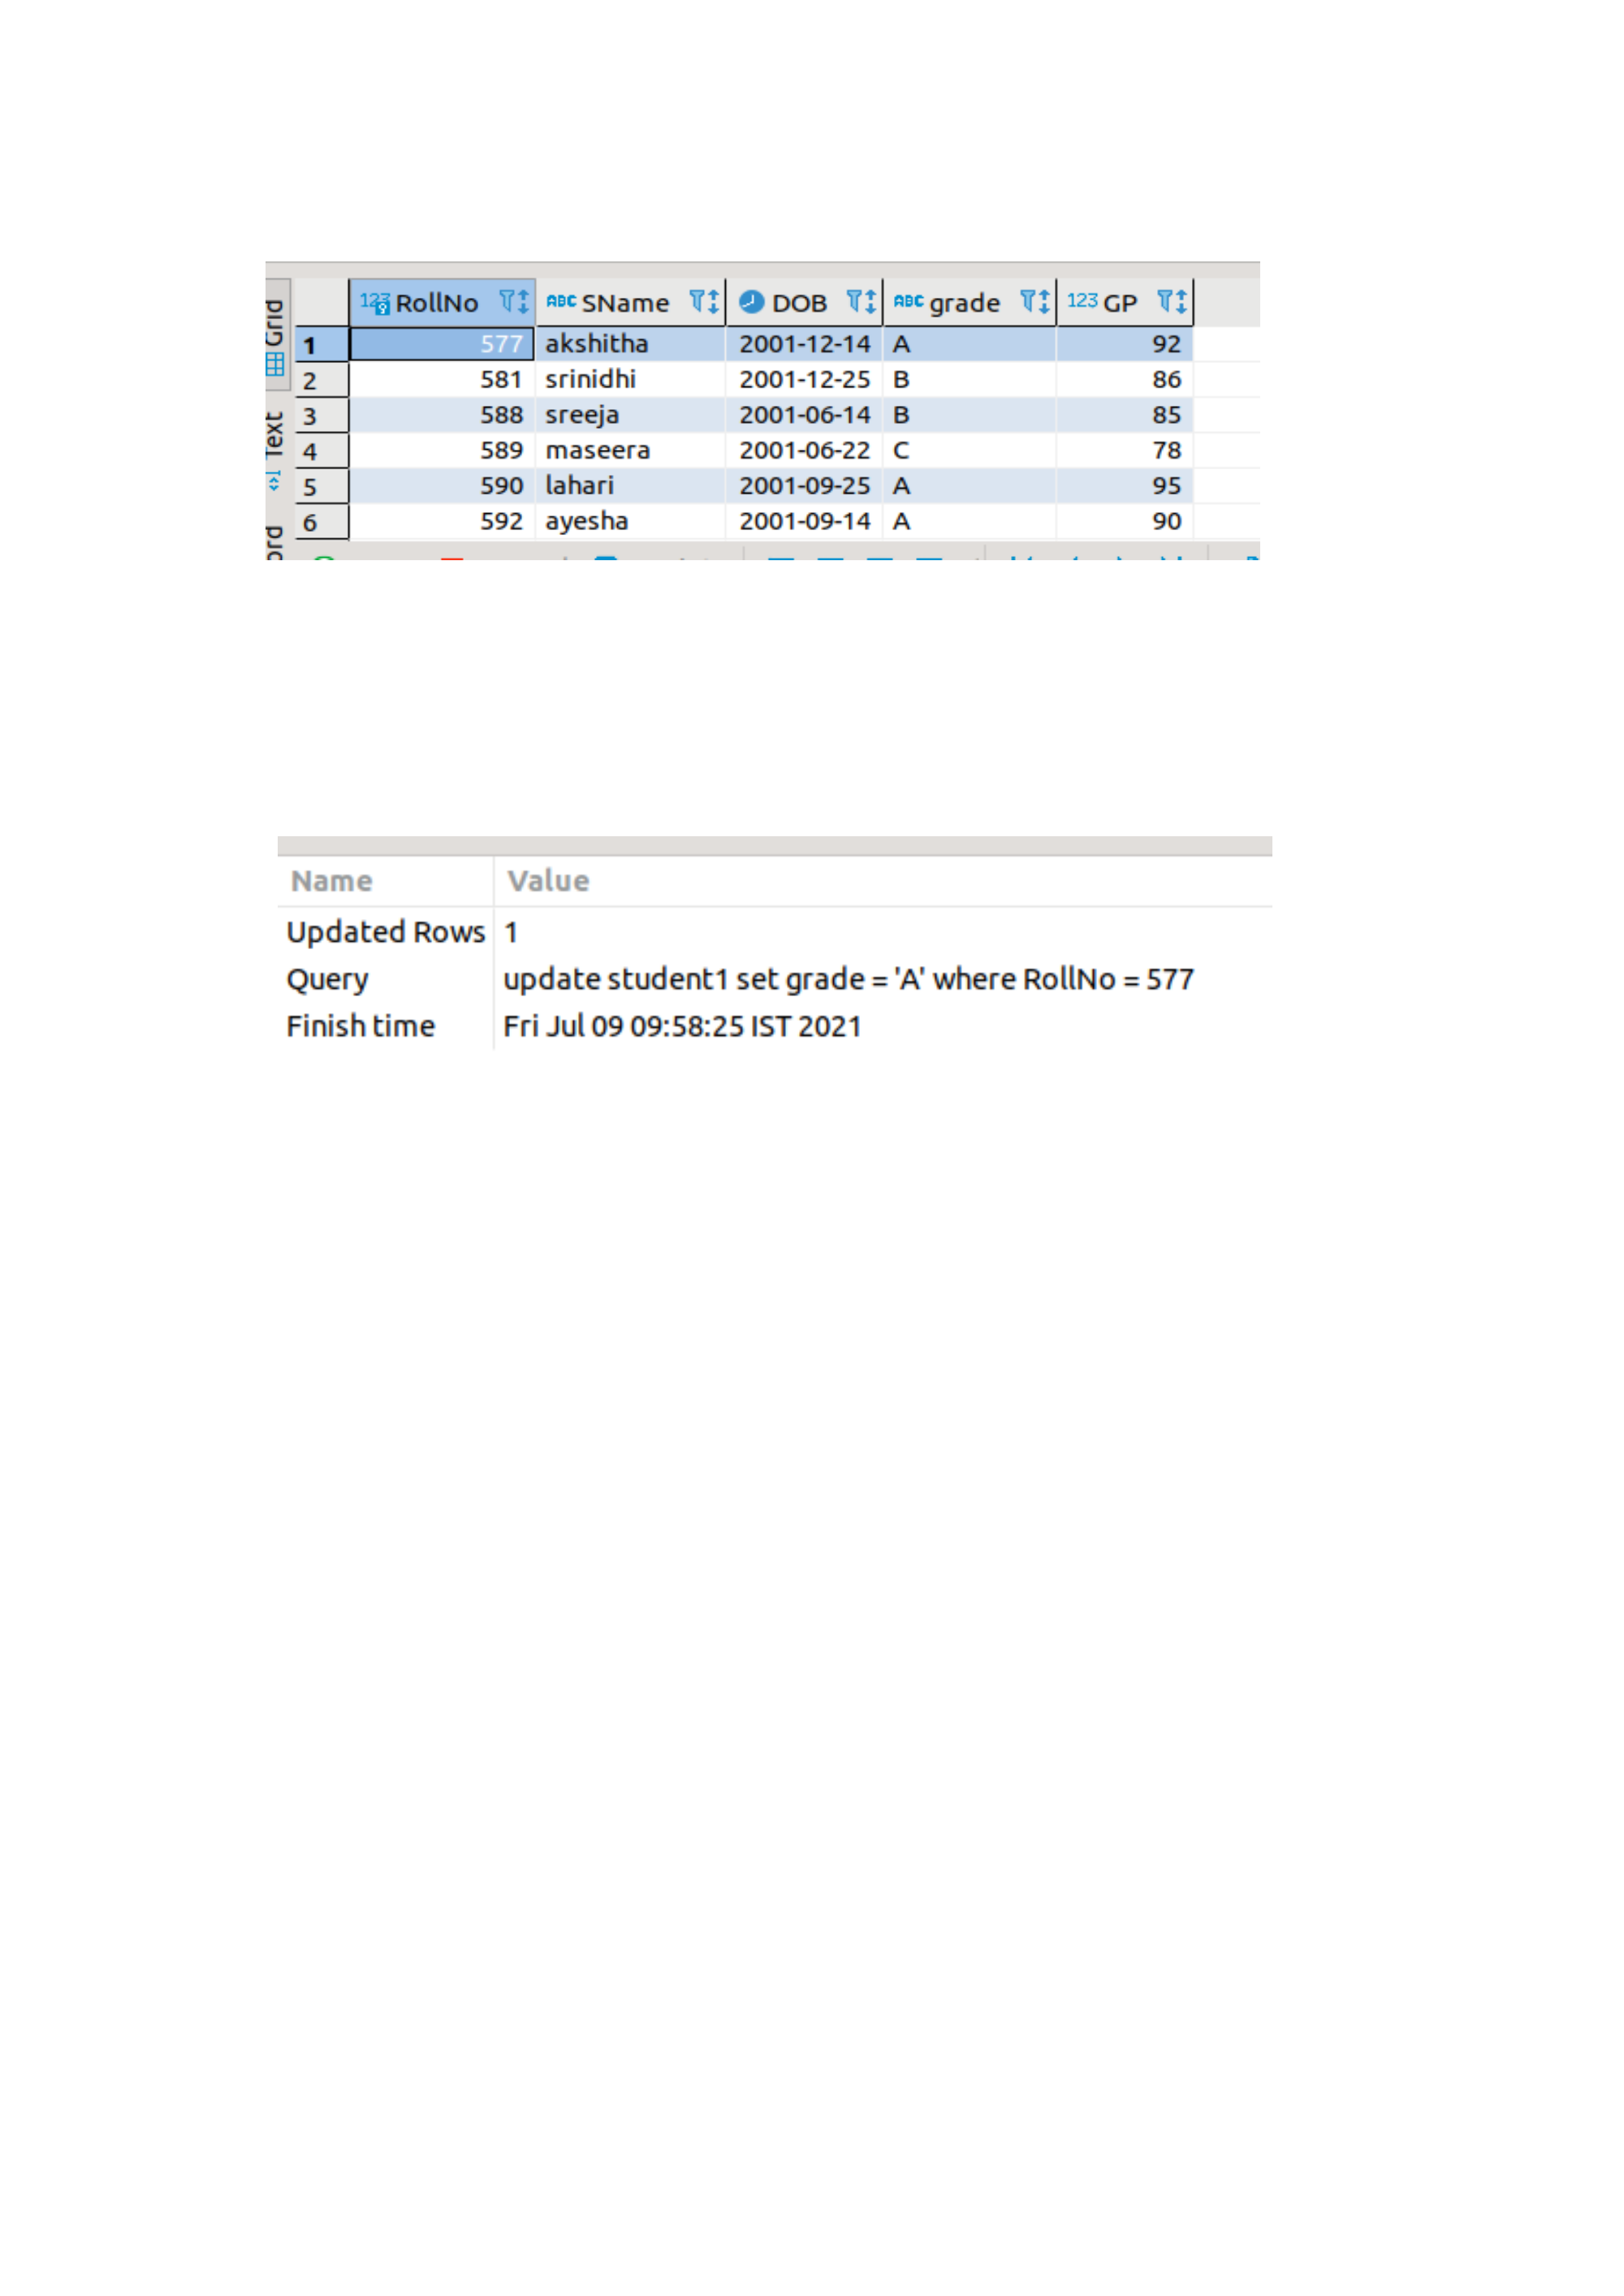 Grid
Text
123 RollNo ABC SName DOB ABC grade 123 GP
1 577 akshitha 2001-12-14 A 92
2 581 srinidhi 2001-12-25 B 86
3 588 sreeja 2001-06-14 B 85
4 589 maseera 2001-06-22 C 78
5 590 lahari 2001-09-25 A 95
6 592 ayesha 2001-09-14 A 90
Name Value
Updated Rows 1
Query update student1 set grade = 'A' where RollNo = 577
Finish time Fri Jul 09 09:58:25 IST 2021